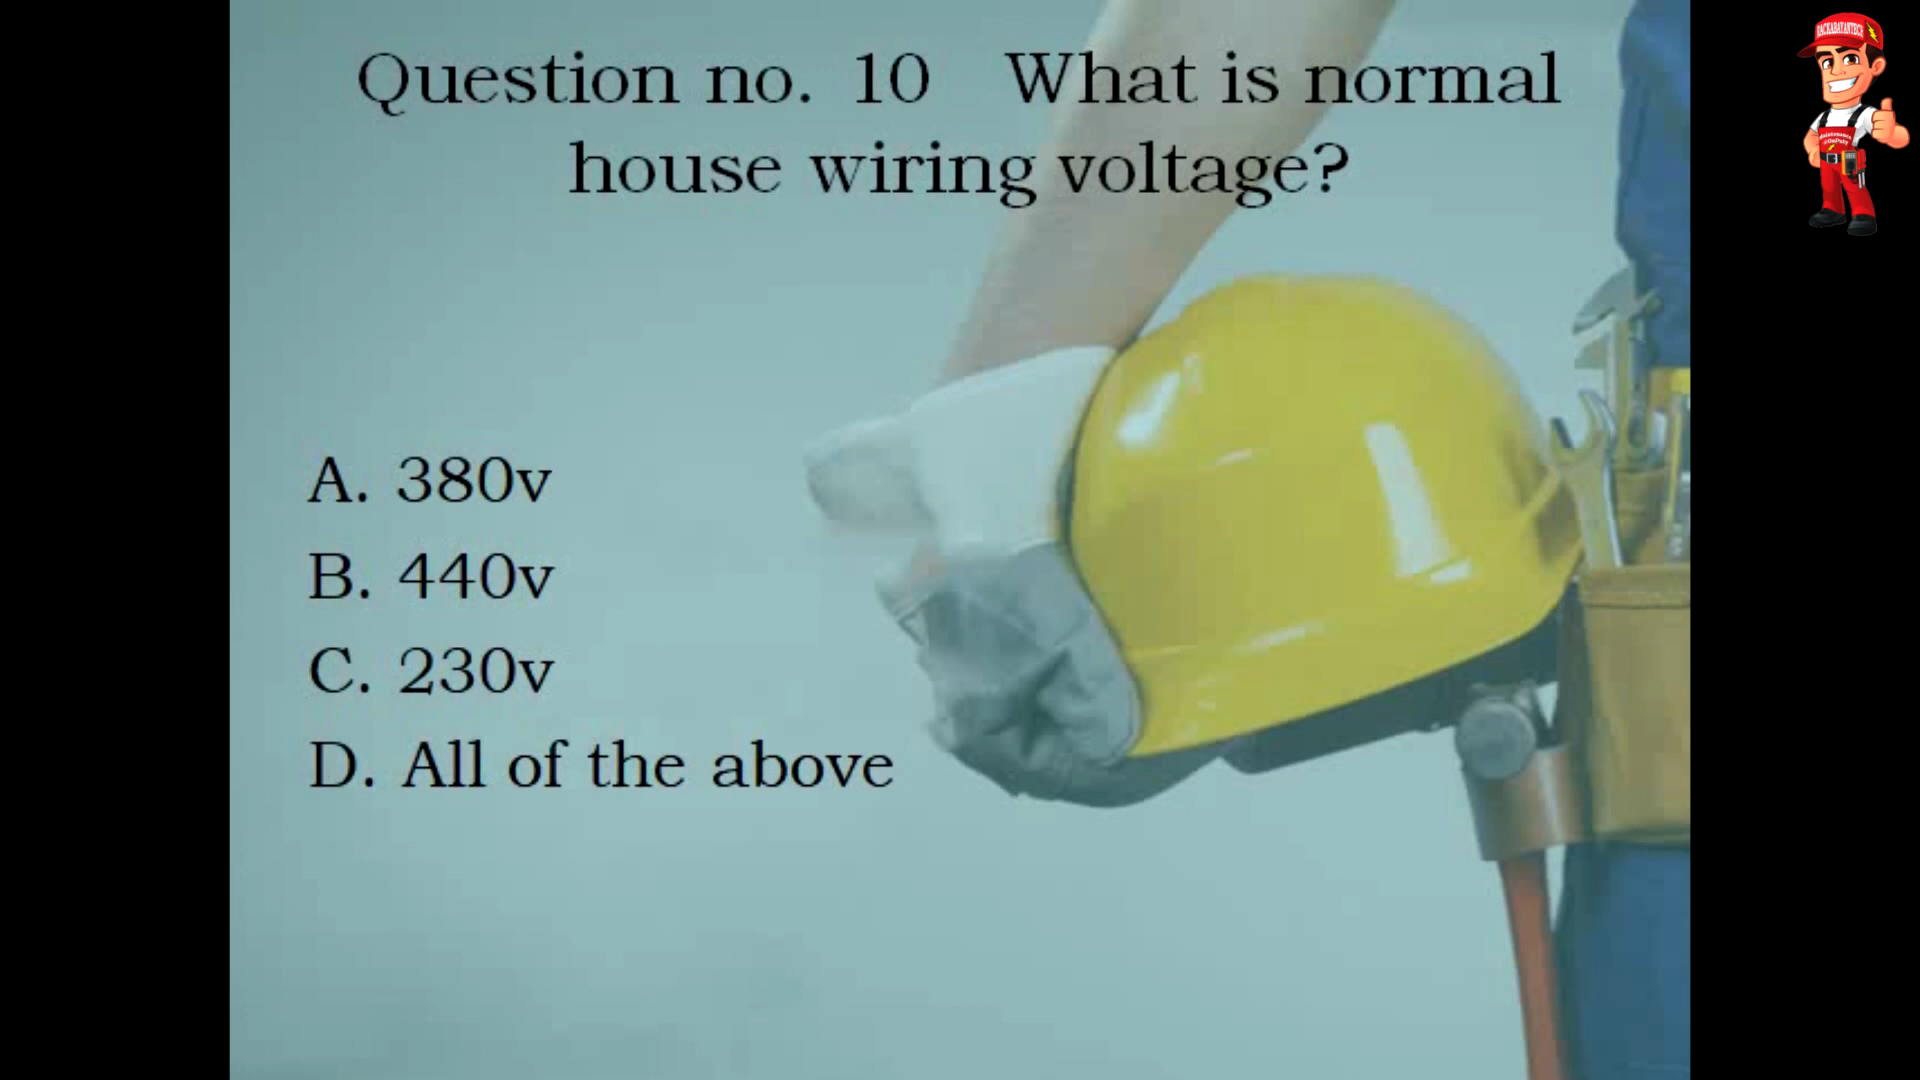 Question no. 10 What is normal
house wiring voltage?
A. 380v
B. 440v
C. 230v
D. All of the above